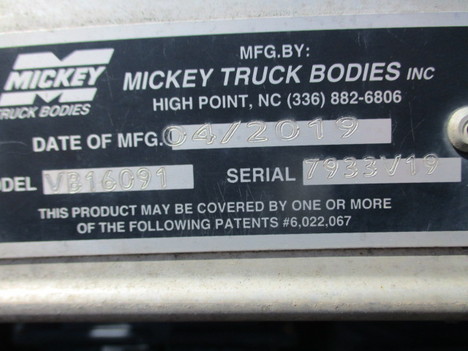 MICKEY
TRUCK BODIES
MFG.BY:
MICKEY TRUCK BODIES INC
HIGH POINT, NC (336) 882-6806
DATE OF MFG. 04/2019
ODEL VB16091 SERIAL 7933V19
THIS PRODUCT MAY BE COVERED BY ONE OR MORE
OF THE FOLLOWING PATENTS #6,022,067